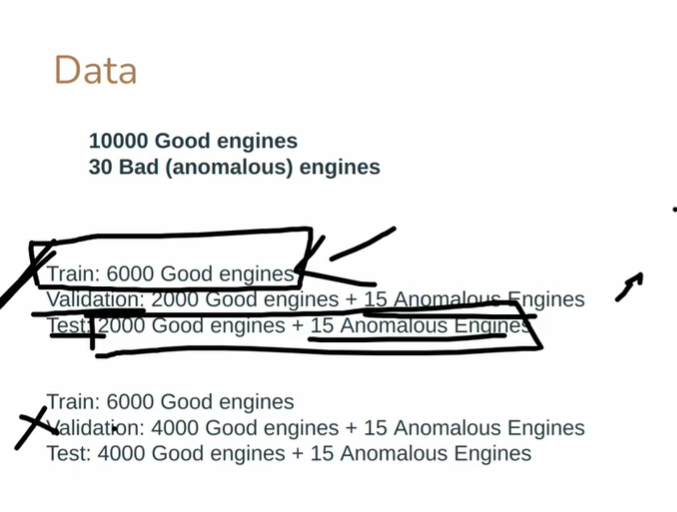 Data
10000 Good engines
30 Bad (anomalous) engines
Train: 6000 Good engines
Validation: 2000 Good engines + 15 Anomalous Engines
Test: 2000 Good engines + 15 Anomalous Engines
Train: 6000 Good engines
Validation: 4000 Good engines + 15 Anomalous Engines
Test: 4000 Good engines + 15 Anomalous Engines